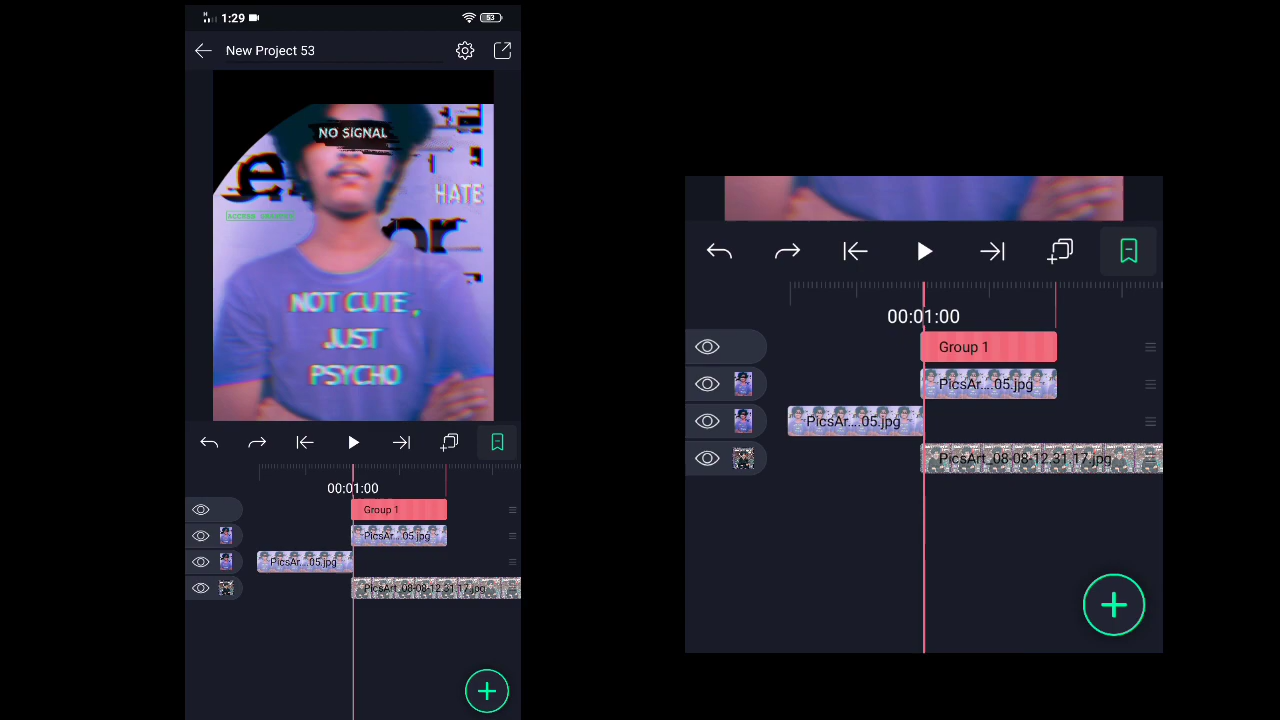 1:29
53
New Project 53
NO SIGNAL
HATE
or
NOT CUTE,
JUST
PSYCHO
00:01:00
Group 1
PicsAr...05.jpg
PicsAr...05.jpg
PicsArt_08-08-12.31.17.jpg
00:01:00
Group 1
PicsAr....05.jpg
PicsAr....05.jpg
PicsArt_08-08-12.31.17.jpg